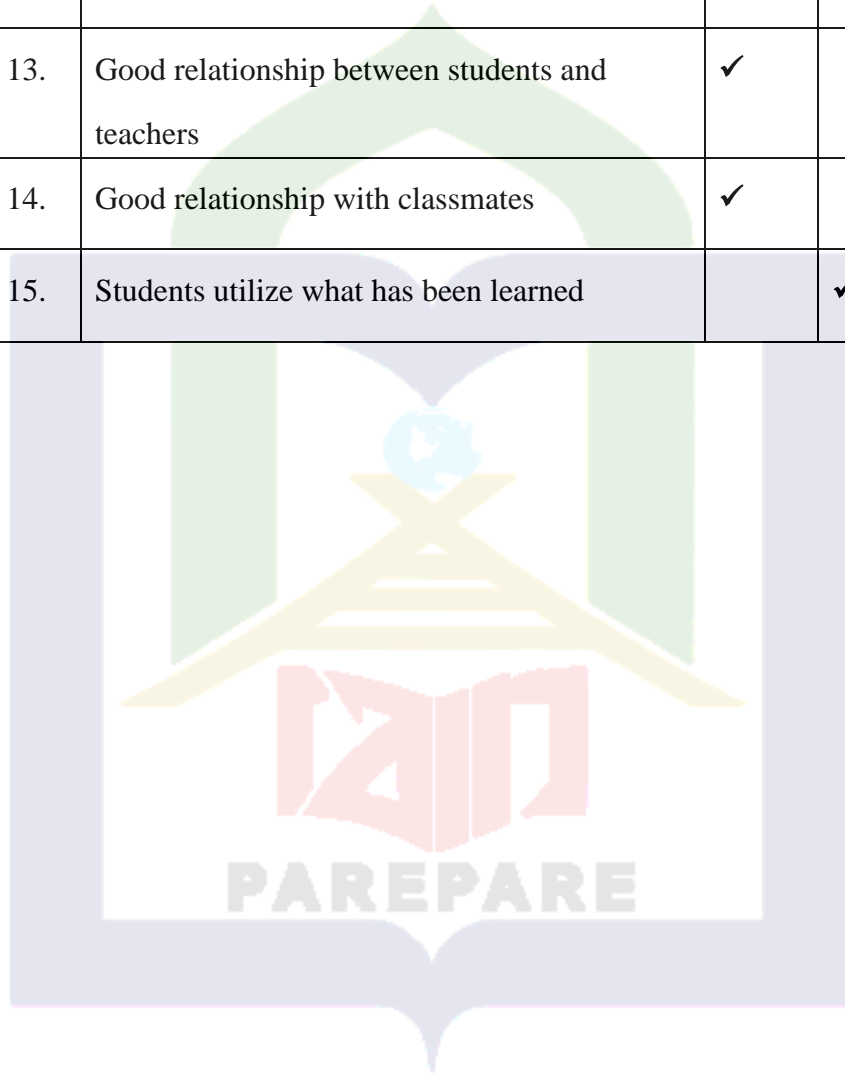 13. Good relationship between students and ✓
teachers
14. Good relationship with classmates ✓
15. Students utilize what has been learned ✓
iain
PAREPARE